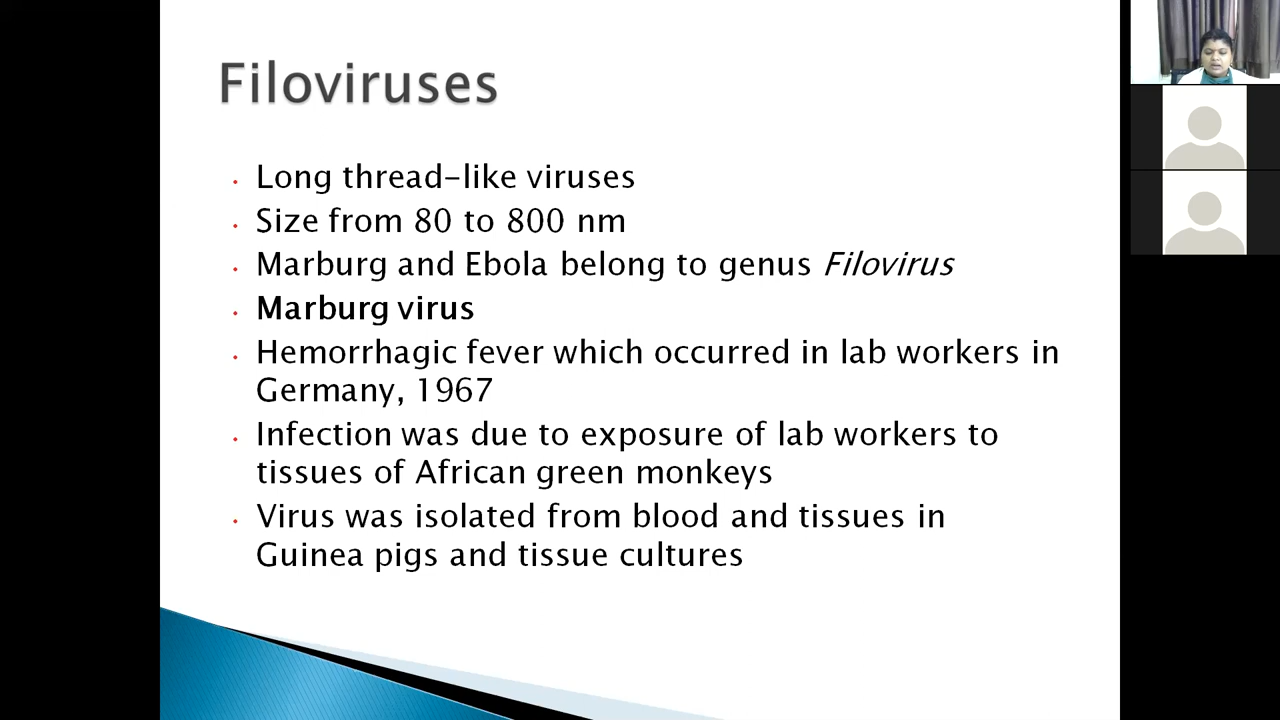 Filoviruses
• Long thread-like viruses
• Size from 80 to 800 nm
• Marburg and Ebola belong to genus Filovirus
• Marburg virus
• Hemorrhagic fever which occurred in lab workers in
Germany, 1967
• Infection was due to exposure of lab workers to
tissues of African green monkeys
• Virus was isolated from blood and tissues in
Guinea pigs and tissue cultures